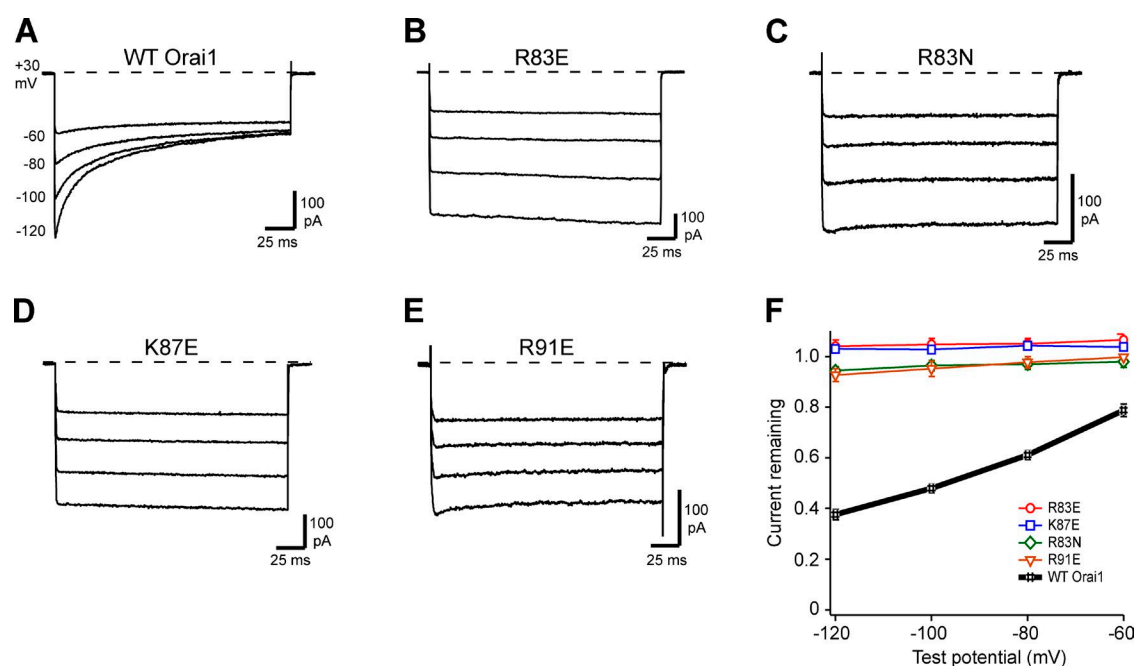 A
WT Orai1
+30
mV
-60
-80
-100
-120
100
pA
25 ms
B
R83E
100
pA
25 ms
C
R83N
100
pA
25 ms
D
K87E
100
pA
25 ms
E
R91E
100
pA
25 ms
F
Current remaining
1.0
0.8
0.6
0.4
0.2
0
R83E
K87E
R83N
R91E
WT Orai1
-120 -100 -80 -60
Test potential (mV)